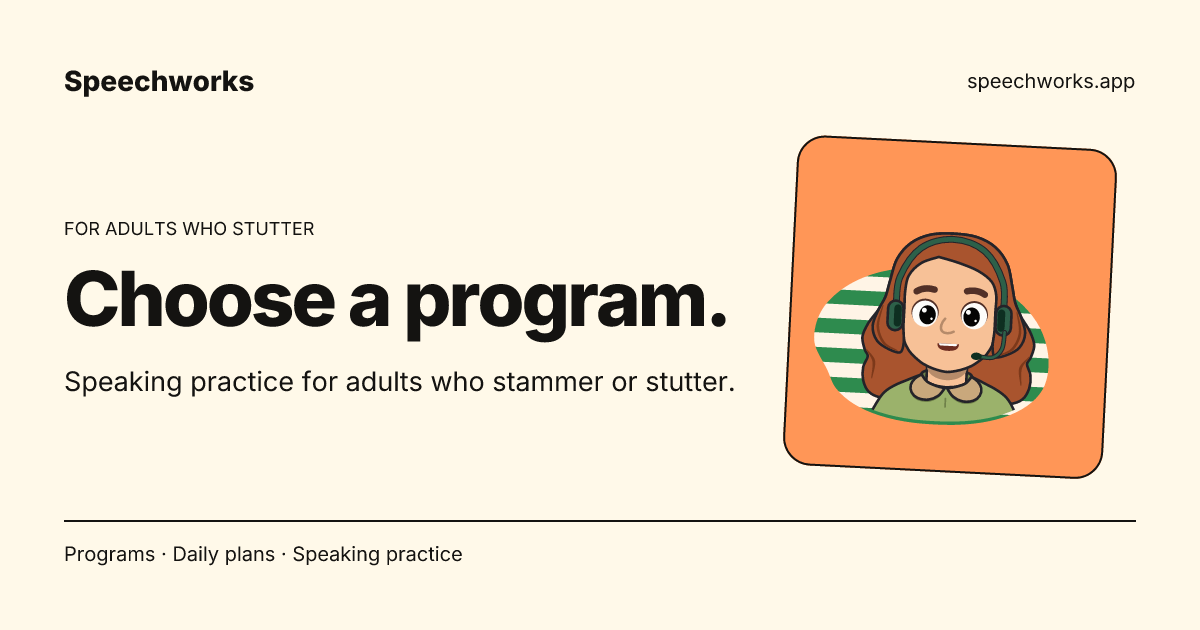 Speechworks
speechworks.app
FOR ADULTS WHO STUTTER
Choose a program.
Speaking practice for adults who stammer or stutter.
Programs · Daily plans · Speaking practice